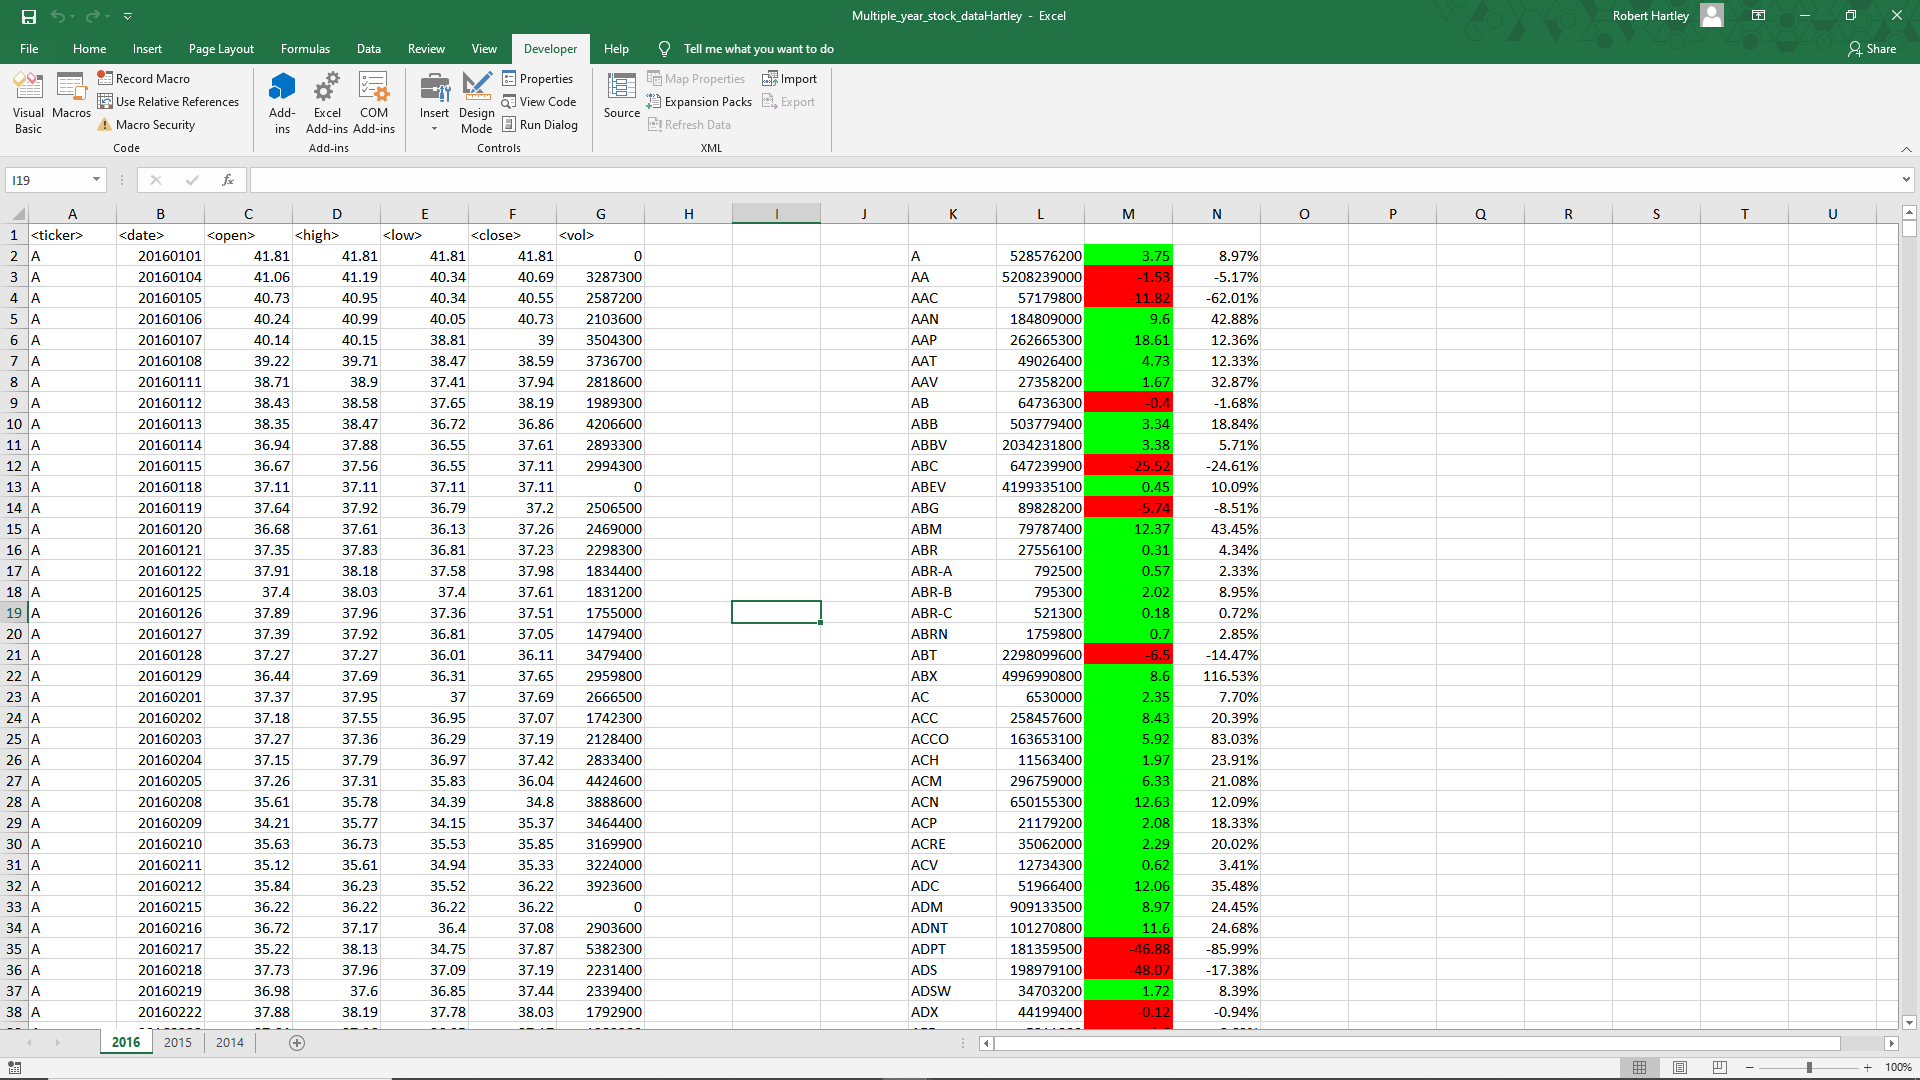 Multiple_year_stock_dataHartley - Excel
Robert Hartley
File Home Insert Page Layout Formulas Data Review View Developer Help Tell me what you want to do Share
Visual Basic
Macros
Record Macro
Use Relative References
Macro Security
Code
Add-ins
Excel Add-ins
COM Add-ins
Add-ins
Insert
Design Mode
Properties
View Code
Run Dialog
Controls
Source
Map Properties
Expansion Packs
Refresh Data
Import
Export
XML
I19 fx
A B C D E F G H I J K L M N O P Q R S T U
1 <ticker> <date> <open> <high> <low> <close> <vol>
2 A 20160101 41.81 41.81 41.81 41.81 0 A 528576200 3.75 8.97%
3 A 20160104 41.06 41.19 40.34 40.69 3287300 AA 5208239000 -1.53 -5.17%
4 A 20160105 40.73 40.95 40.34 40.55 2587200 AAC 57179800 -11.82 -62.01%
5 A 20160106 40.24 40.99 40.05 40.73 2103600 AAN 184809000 9.6 42.88%
6 A 20160107 40.14 40.15 38.81 39 3504300 AAP 262665300 18.61 12.36%
7 A 20160108 39.22 39.71 38.47 38.59 3736700 AAT 49026400 4.73 12.33%
8 A 20160111 38.71 38.9 37.41 37.94 2818600 AAV 27358200 1.67 32.87%
9 A 20160112 38.43 38.58 37.65 38.19 1989300 AB 64736300 -0.4 -1.68%
10 A 20160113 38.35 38.47 36.72 36.86 4206600 ABB 503779400 3.34 18.84%
11 A 20160114 36.94 37.88 36.55 37.61 2893300 ABBV 2034231800 3.38 5.71%
12 A 20160115 36.67 37.56 36.55 37.11 2994300 ABC 647239900 -25.52 -24.61%
13 A 20160118 37.11 37.11 37.11 37.11 0 ABEV 4199335100 0.45 10.09%
14 A 20160119 37.64 37.92 36.79 37.2 2506500 ABG 89828200 -5.74 -8.51%
15 A 20160120 36.68 37.61 36.13 37.26 2469000 ABM 79787400 12.37 43.45%
16 A 20160121 37.35 37.83 36.81 37.23 2298300 ABR 27556100 0.31 4.34%
17 A 20160122 37.91 38.18 37.58 37.98 1834400 ABR-A 792500 0.57 2.33%
18 A 20160125 37.4 38.03 37.4 37.61 1831200 ABR-B 795300 2.02 8.95%
19 A 20160126 37.89 37.96 37.36 37.51 1755000 ABR-C 521300 0.18 0.72%
20 A 20160127 37.39 37.92 36.81 37.05 1479400 ABRN 1759800 0.7 2.85%
21 A 20160128 37.27 37.27 36.01 36.11 3479400 ABT 2298099600 -6.5 -14.47%
22 A 20160129 36.44 37.69 36.31 37.65 2959800 ABX 4996990800 8.6 116.53%
23 A 20160201 37.37 37.95 37 37.69 2666500 AC 6530000 2.35 7.70%
24 A 20160202 37.18 37.55 36.95 37.07 1742300 ACC 258457600 8.43 20.39%
25 A 20160203 37.27 37.36 36.29 37.19 2128400 ACCO 163653100 5.92 83.03%
26 A 20160204 37.15 37.79 36.97 37.42 2833400 ACH 11563400 1.97 23.91%
27 A 20160205 37.26 37.31 35.83 36.04 4424600 ACM 296759000 6.33 21.08%
28 A 20160208 35.61 35.78 34.39 34.8 3888600 ACN 650155300 12.63 12.09%
29 A 20160209 34.21 35.77 34.15 35.37 3464400 ACP 21179200 2.08 18.33%
30 A 20160210 35.63 36.73 35.53 35.85 3169900 ACRE 35062000 2.29 20.02%
31 A 20160211 35.12 35.61 34.94 35.33 3224000 ACV 12734300 0.62 3.41%
32 A 20160212 35.84 36.23 35.52 36.22 3923600 ADC 51966400 12.06 35.48%
33 A 20160215 36.22 36.22 36.22 36.22 0 ADM 909133500 8.97 24.45%
34 A 20160216 36.72 37.17 36.4 37.08 2903600 ADNT 101270800 11.6 24.68%
35 A 20160217 35.22 38.13 34.75 37.87 5382300 ADPT 181359500 -46.88 -85.99%
36 A 20160218 37.73 37.96 37.09 37.19 2231400 ADS 198979100 -48.07 -17.38%
37 A 20160219 36.98 37.6 36.85 37.44 2339400 ADSW 34703200 1.72 8.39%
38 A 20160222 37.88 38.19 37.78 38.03 1792900 ADX 44199400 -0.12 -0.94%
2016 2015 2014
100%